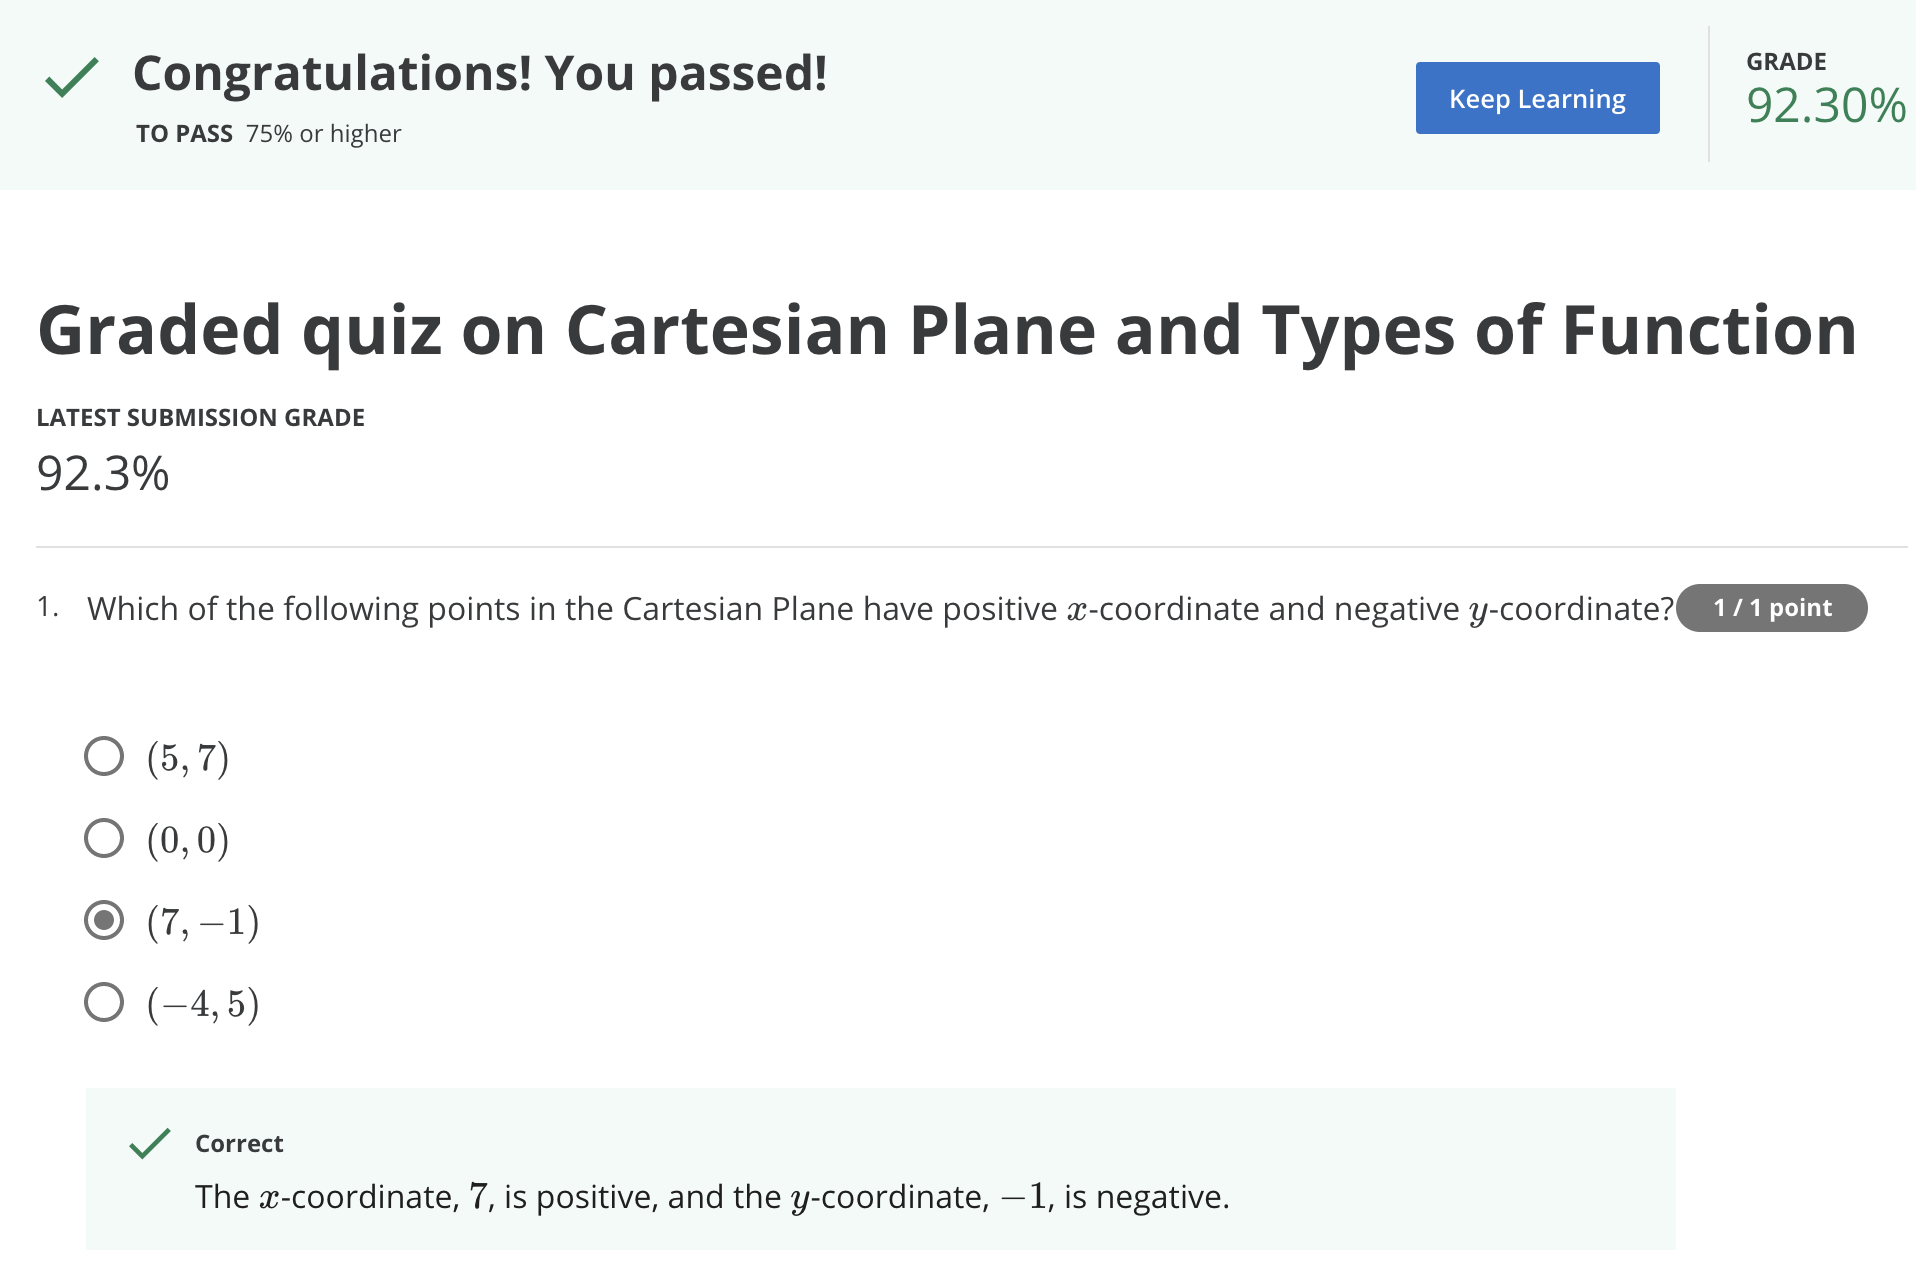 Congratulations! You passed!
TO PASS 75% or higher
Keep Learning
GRADE
92.30%
Graded quiz on Cartesian Plane and Types of Function
LATEST SUBMISSION GRADE
92.3%
1. Which of the following points in the Cartesian Plane have positive x-coordinate and negative y-coordinate? 1 / 1 point
(5, 7)
(0, 0)
(7, −1)
(−4, 5)
Correct
The x-coordinate, 7, is positive, and the y-coordinate, −1, is negative.